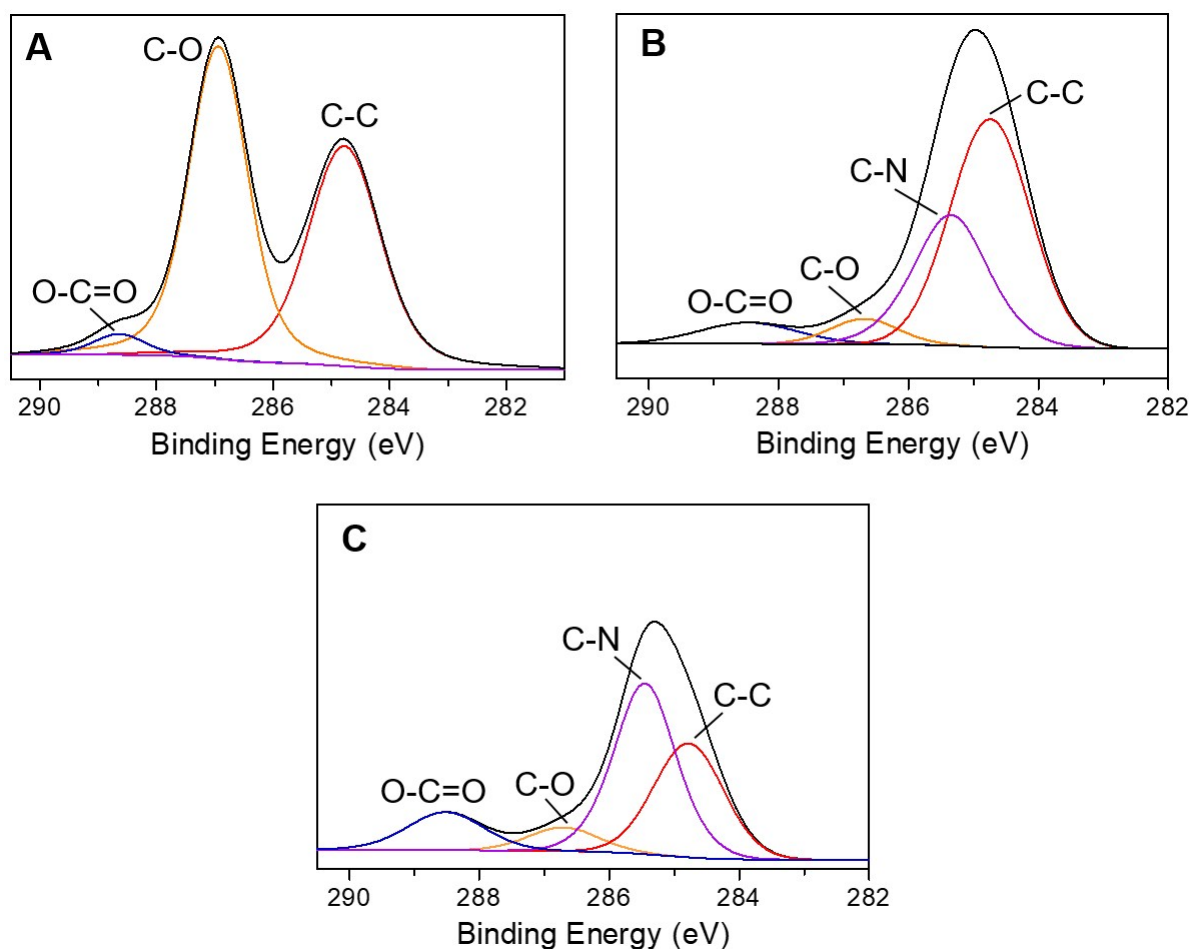 A
C-O
C-C
O-C=O
290 288 286 284 282
Binding Energy (eV)
B
C-C
C-N
C-O
O-C=O
290 288 286 284 282
Binding Energy (eV)
C
C-N
C-C
O-C=O
C-O
290 288 286 284 282
Binding Energy (eV)